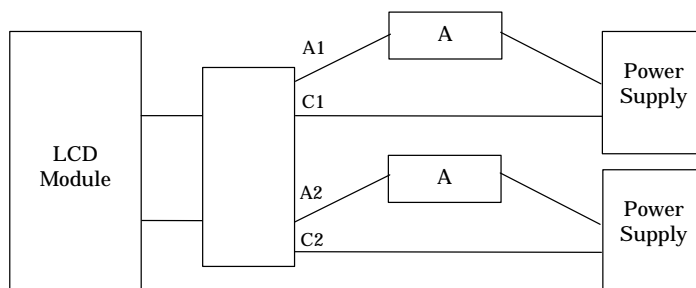 LCD
Module
A1
C1
A
Power
Supply
A2
C2
A
Power
Supply